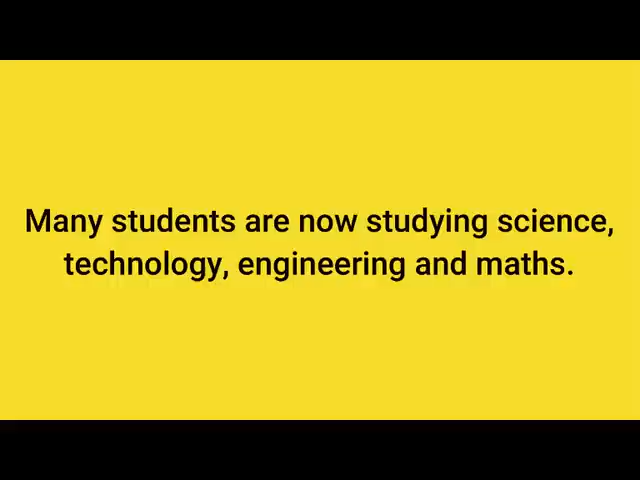 Many students are now studying science,
technology, engineering and maths.